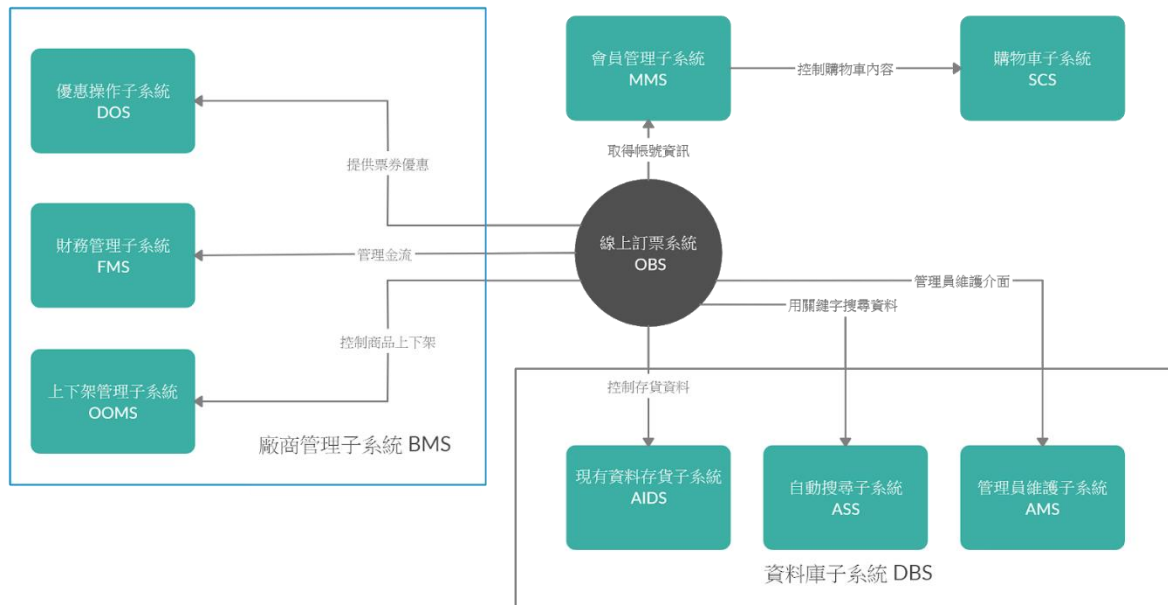 優惠操作子系統
DOS
提供票券優惠
財務管理子系統
FMS
管理金流
控制商品上下架
上下架管理子系統
OOMS
廠商管理子系統 BMS
會員管理子系統
MMS
控制購物車內容
購物車子系統
SCS
取得帳號資訊
線上訂票系統
OBS
管理員維護介面
用關鍵字搜尋資料
控制存貨資料
現有資料存貨子系統
AIDS
自動搜尋子系統
ASS
管理員維護子系統
AMS
資料庫子系統 DBS